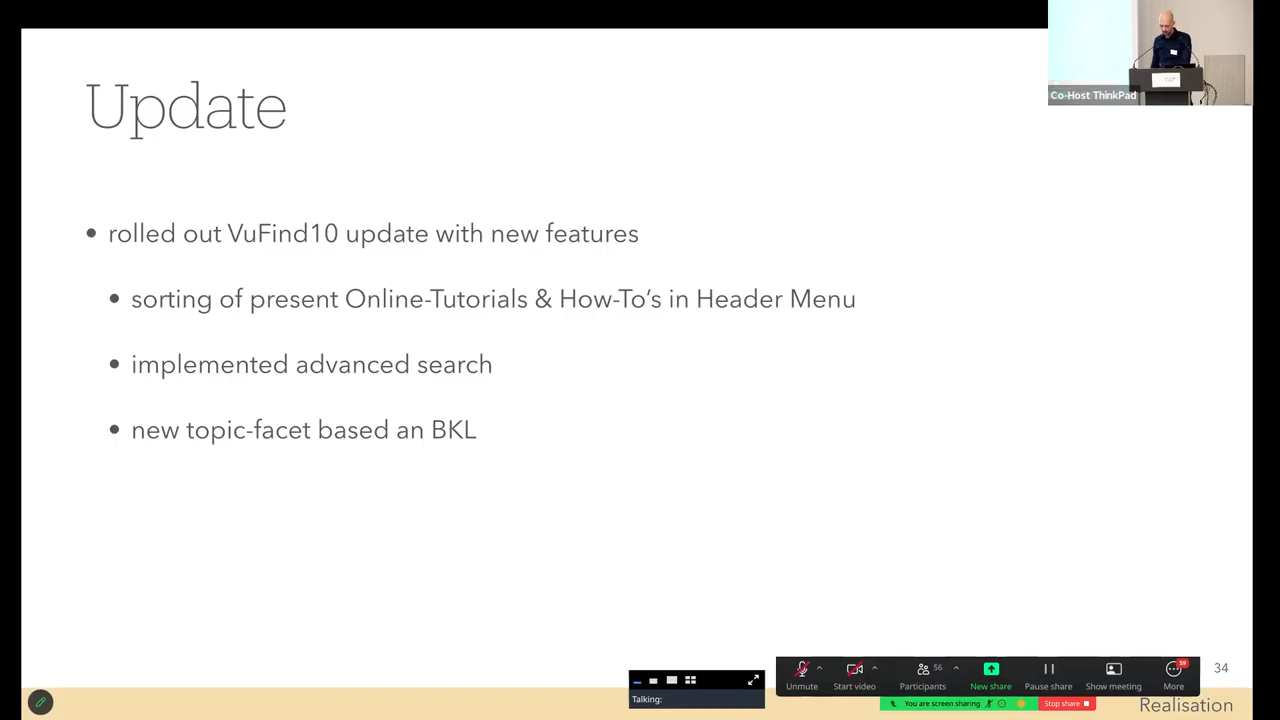 Update
Co-Host ThinkPad
• rolled out VuFind10 update with new features
• sorting of present Online-Tutorials & How-To’s in Header Menu
• implemented advanced search
• new topic-facet based an BKL
34
Realisation
Talking:
56
59
Unmute
Start video
Participants
New share
Pause share
Show meeting
More
You are screen sharing
Stop share